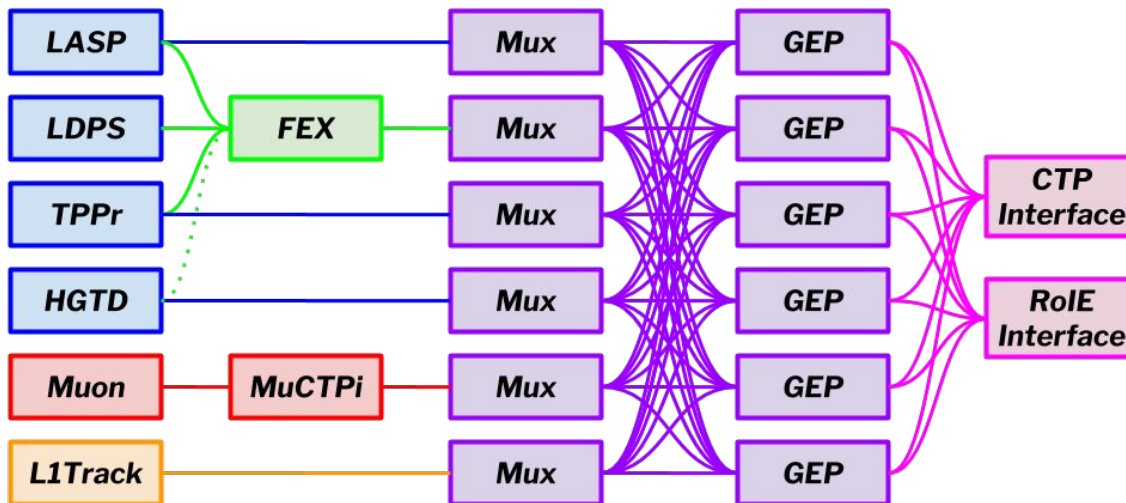 LASP
Mux
GEP
LDPS
FEX
Mux
GEP
TPPr
Mux
GEP
CTP
Interface
HGTD
Mux
GEP
RoIE
Interface
Muon
MuCTPi
Mux
GEP
L1Track
Mux
GEP